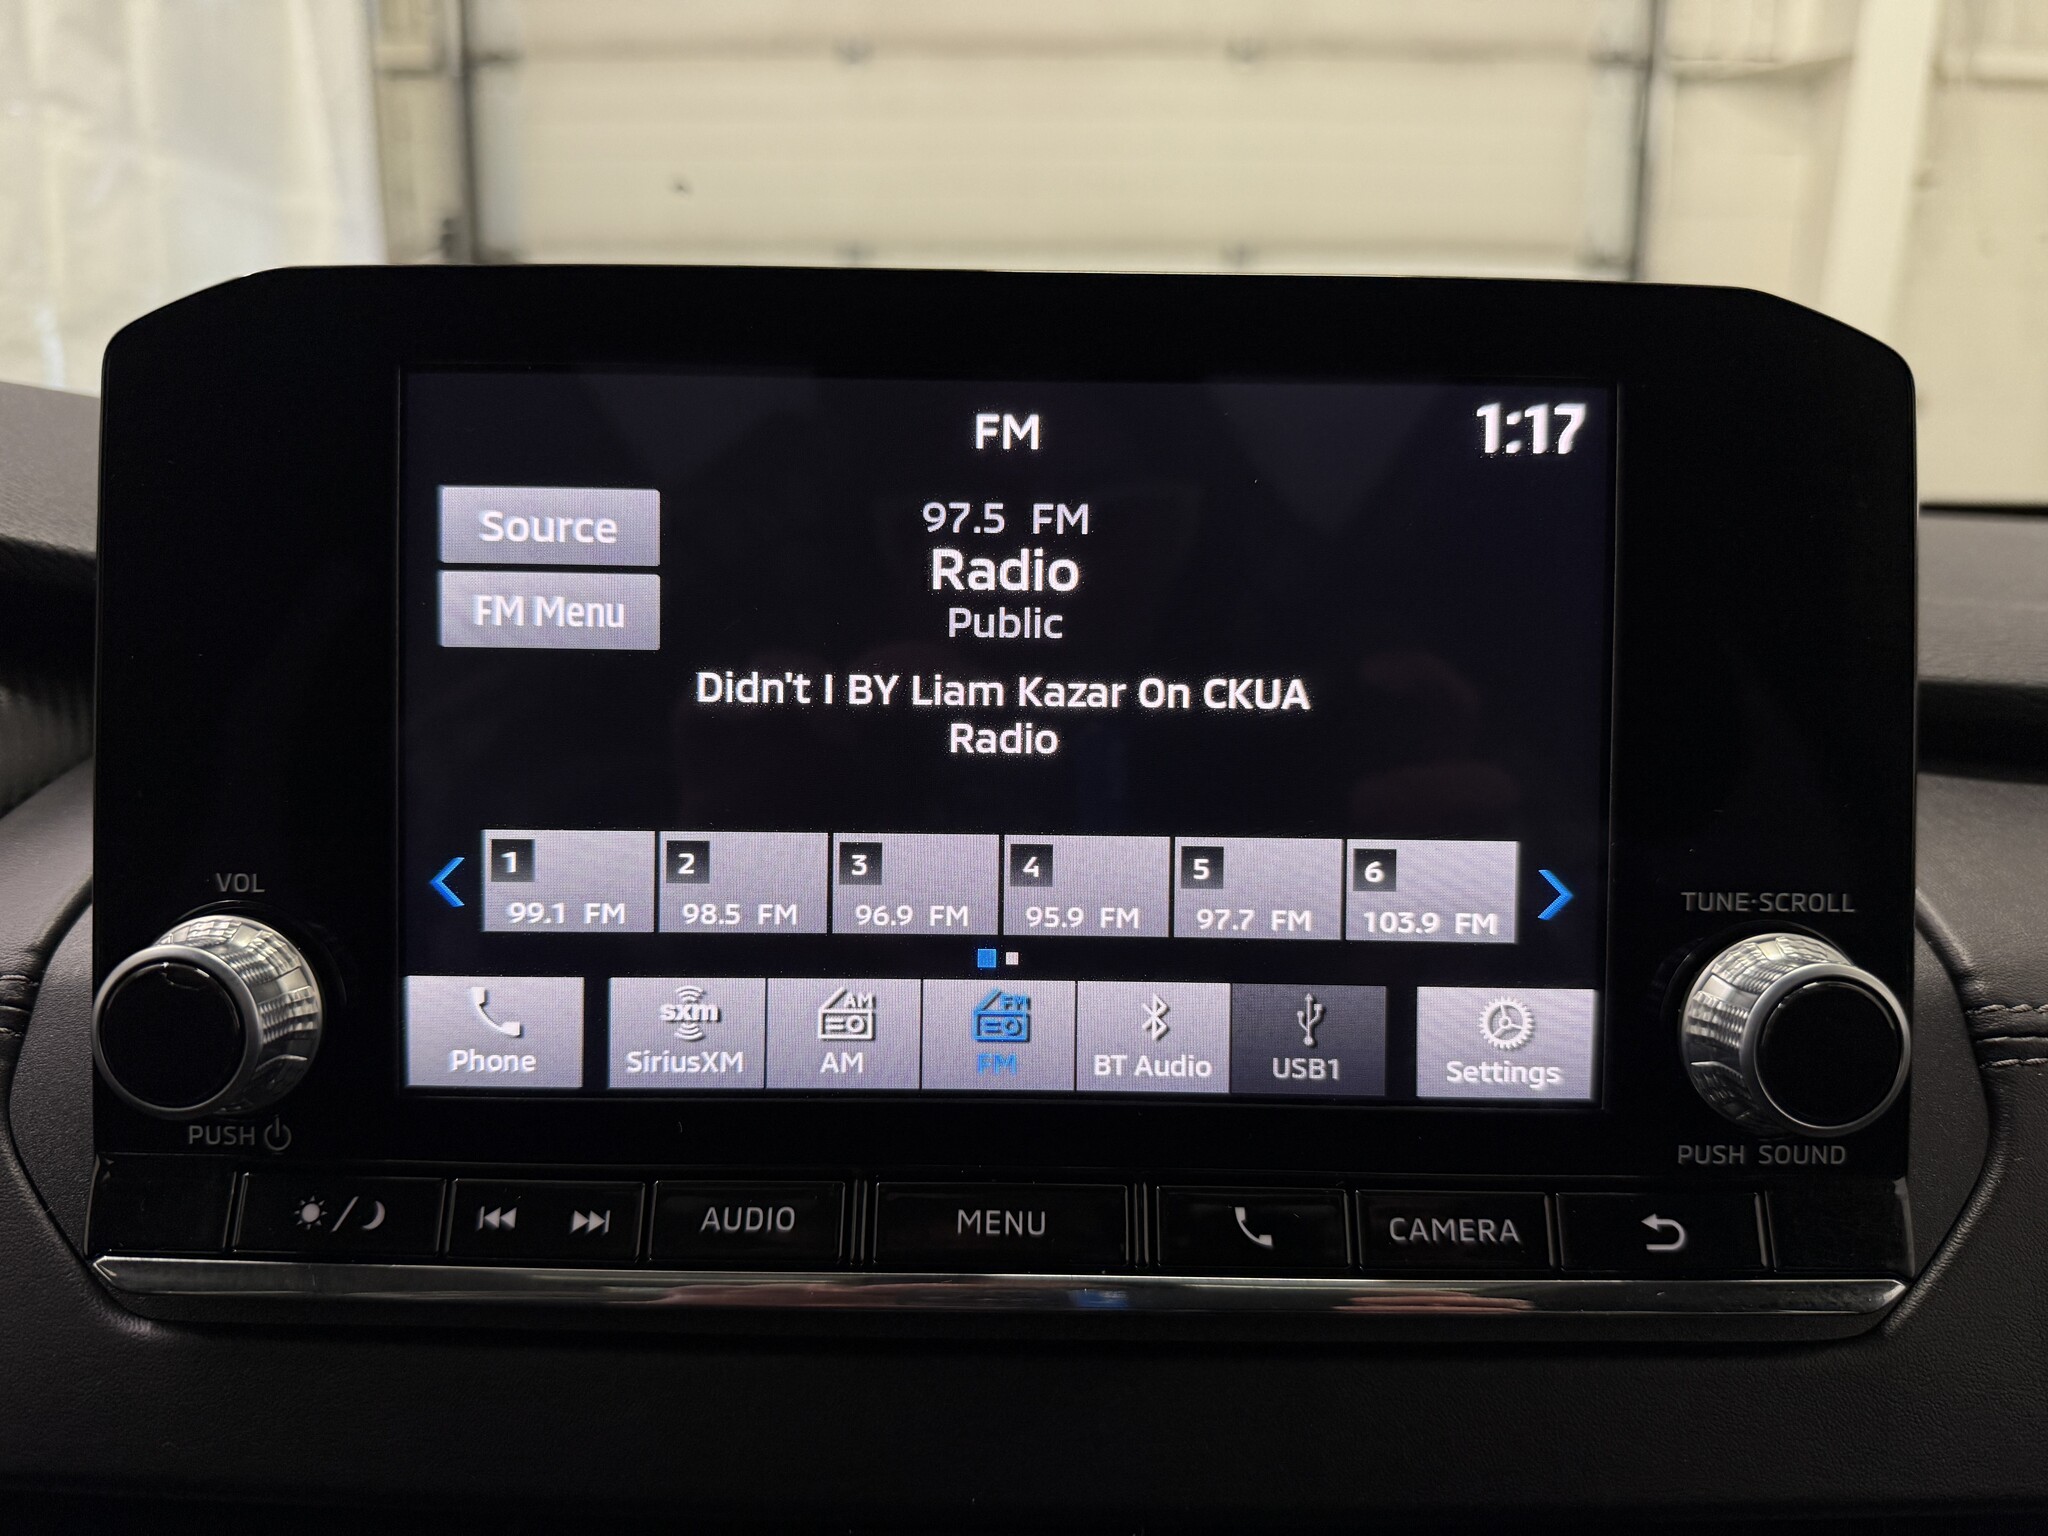 FM
1:17
Source
97.5 FM
Radio
FM Menu
Public
Didn't I BY Liam Kazar On CKUA
Radio
1
2
3
4
5
6
99.1 FM
98.5 FM
96.9 FM
95.9 FM
97.7 FM
103.9 FM
VOL
TUNE·SCROLL
sxm
AM
FM
Phone
SiriusXM
AM
FM
BT Audio
USB1
Settings
PUSH
PUSH SOUND
AUDIO
MENU
CAMERA